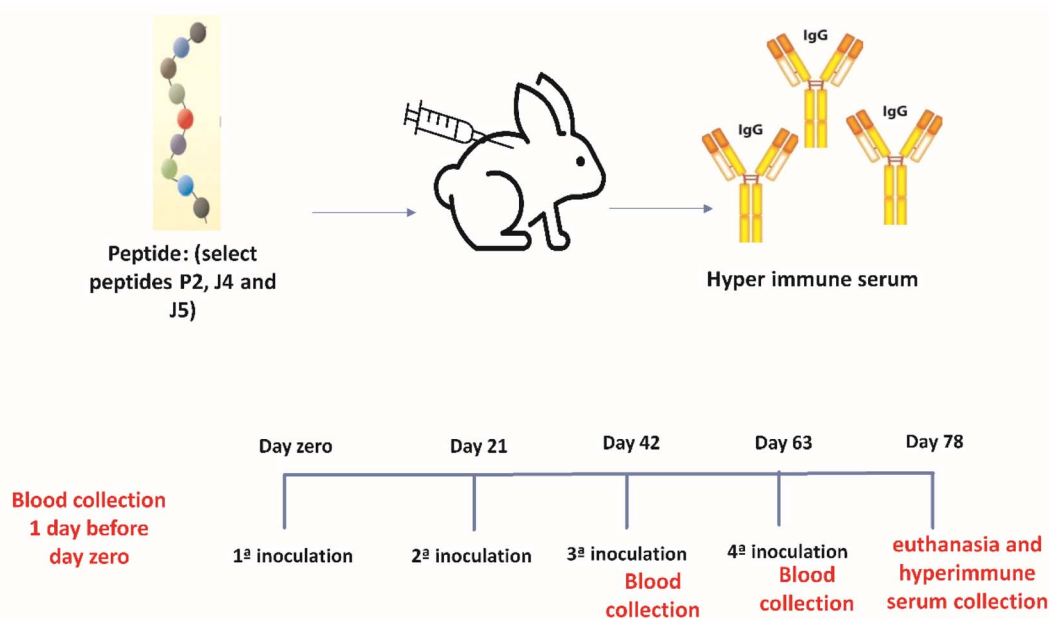 IgG
IgG
IgG
Peptide: (select
peptides P2, J4 and
J5)
Hyper immune serum
Day zero
Day 21
Day 42
Day 63
Day 78
Blood collection
1 day before
day zero
1ª inoculation
2ª inoculation
3ª inoculation
Blood
collection
4ª inoculation
Blood
collection
euthanasia and
hyperimmune
serum collection